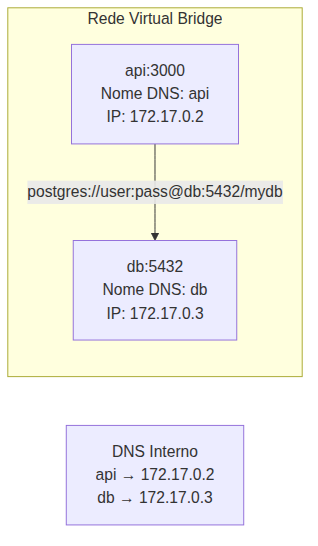 Rede Virtual Bridge
api:3000
Nome DNS: api
IP: 172.17.0.2
postgres://user:pass@db:5432/mydb
db:5432
Nome DNS: db
IP: 172.17.0.3
DNS Interno
api → 172.17.0.2
db → 172.17.0.3